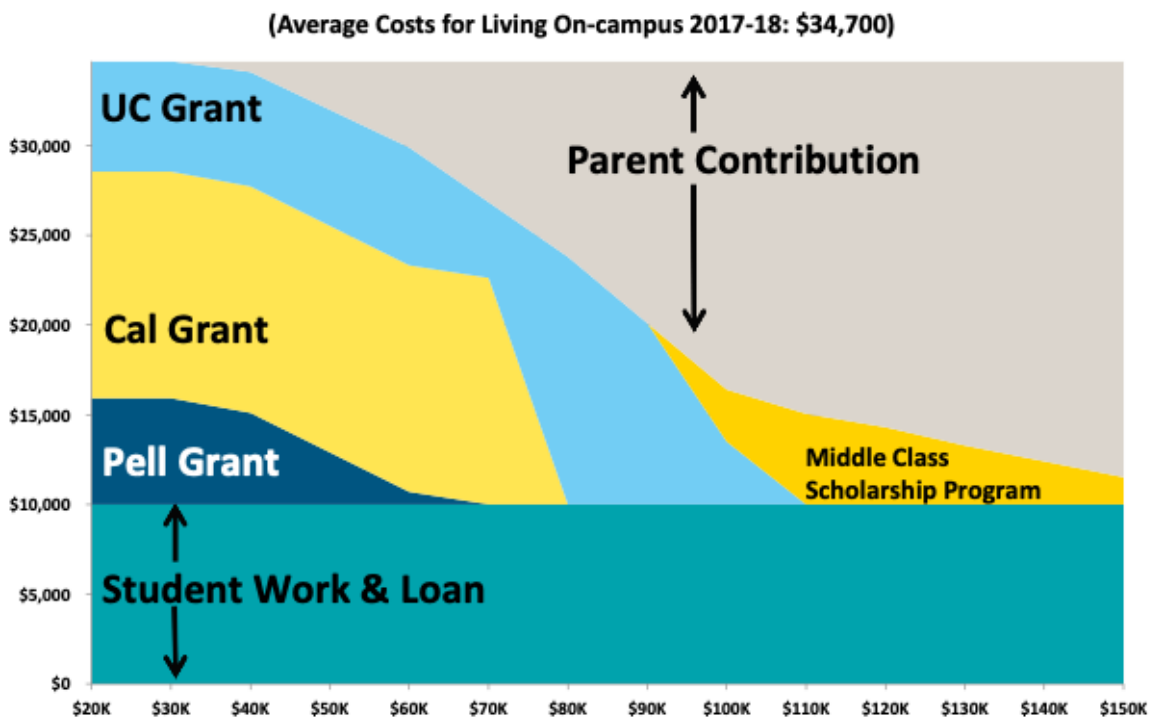 (Average Costs for Living On-campus 2017-18: $34,700)
UC Grant
$30,000
Parent Contribution
$25,000
$20,000
Cal Grant
$15,000
Pell Grant
Middle Class
Scholarship Program
$10,000
$5,000
Student Work & Loan
$0
$20K $30K $40K $50K $60K $70K $80K $90K $100K $110K $120K $130K $140K $150K